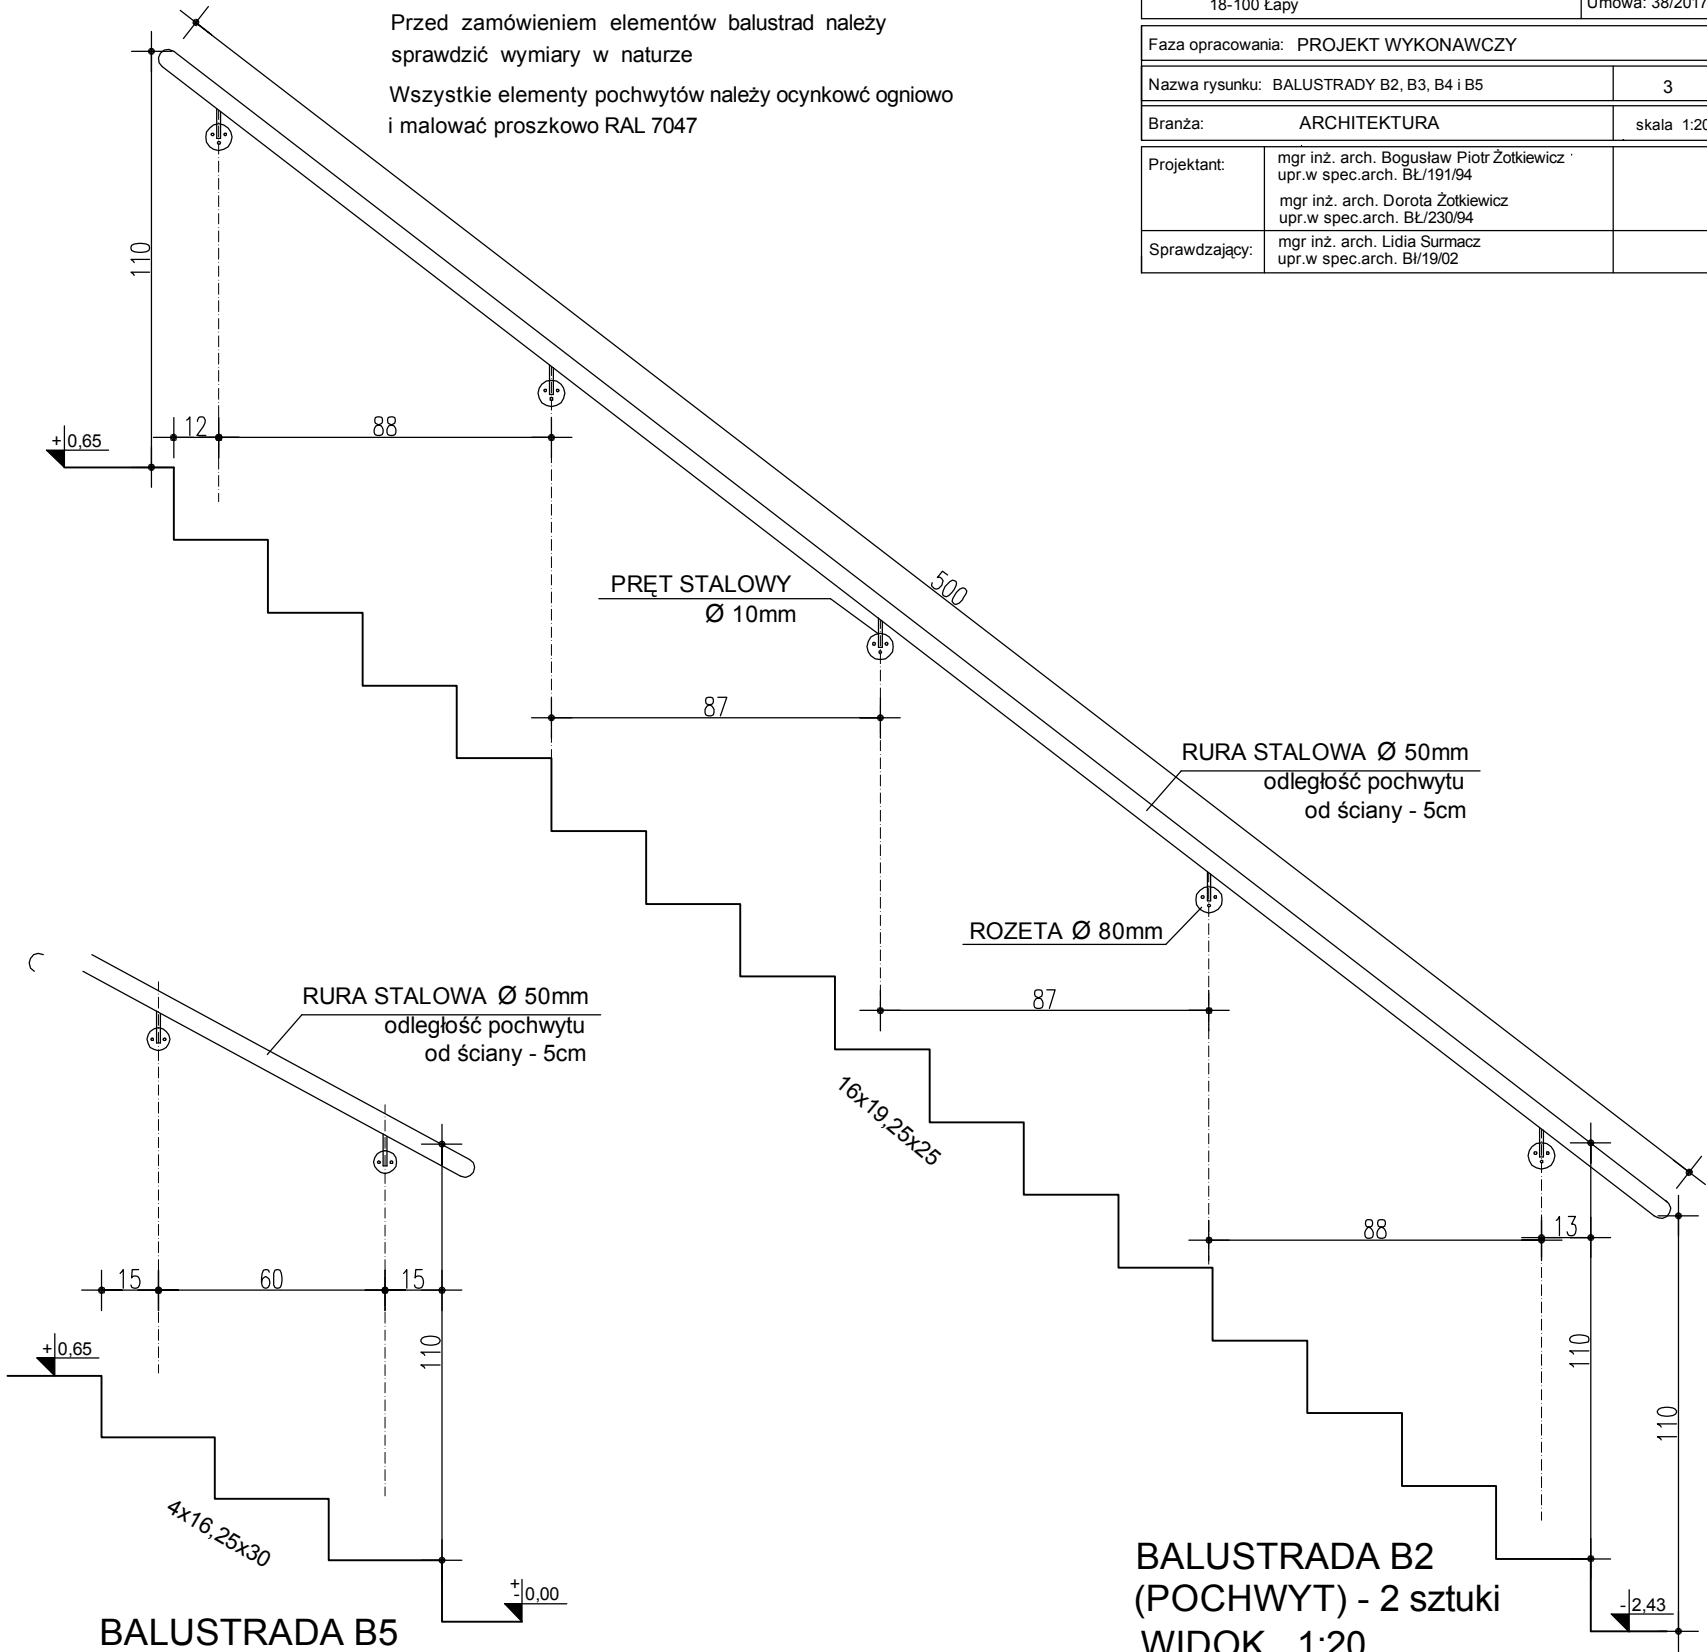 Przed zamówieniem elementów balustrad należy
sprawdzić wymiary w naturze
Wszystkie elementy pochwytów należy ocynkowć ogniowo
i malować proszkowo RAL 7047
18-100 Łapy
Umowa: 38/2017
Faza opracowania: PROJEKT WYKONAWCZY
Nazwa rysunku: BALUSTRADY B2, B3, B4 i B5
3
Branża: ARCHITEKTURA
skala 1:20
Projektant:
mgr inż. arch. Bogusław Piotr Żotkiewicz
upr.w spec.arch. BŁ/191/94
mgr inż. arch. Dorota Żotkiewicz
upr.w spec.arch. BŁ/230/94
Sprawdzający:
mgr inż. arch. Lidia Surmacz
upr.w spec.arch. Bł/19/02
110
12
88
+0,65
500
PRĘT STALOWY
Ø 10mm
87
RURA STALOWA Ø 50mm
odległość pochwytu
od ściany - 5cm
ROZETA Ø 80mm
87
16x19,25x25
88
13
110
110
-2,43
BALUSTRADA B2
(POCHWYT) - 2 sztuki
WIDOK 1:20
RURA STALOWA Ø 50mm
odległość pochwytu
od ściany - 5cm
15
60
15
+0,65
110
4x16,25x30
±0,00
BALUSTRADA B5